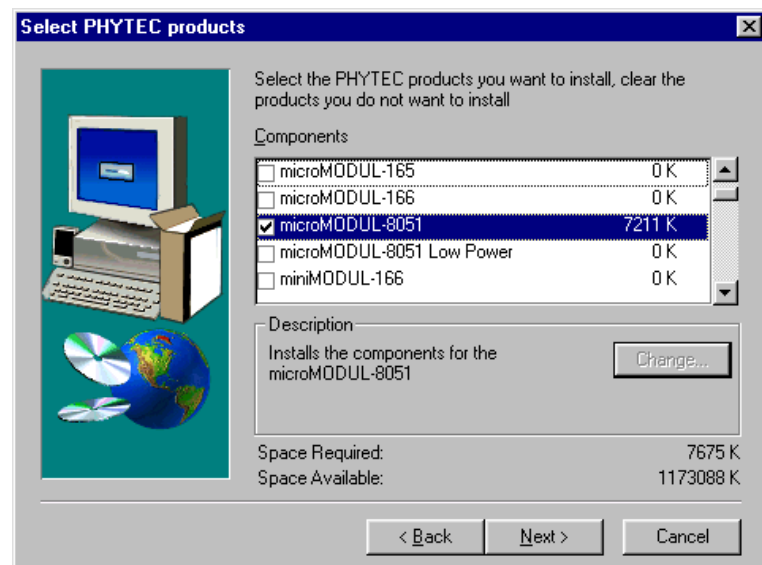 Select PHYTEC products
Select the PHYTEC products you want to install, clear the
products you do not want to install
Components
microMODUL-165 0 K
microMODUL-166 0 K
microMODUL-8051 7211 K
microMODUL-8051 Low Power 0 K
miniMODUL-166 0 K
Description
Installs the components for the
microMODUL-8051
Change...
Space Required: 7675 K
Space Available: 1173088 K
< Back
Next >
Cancel